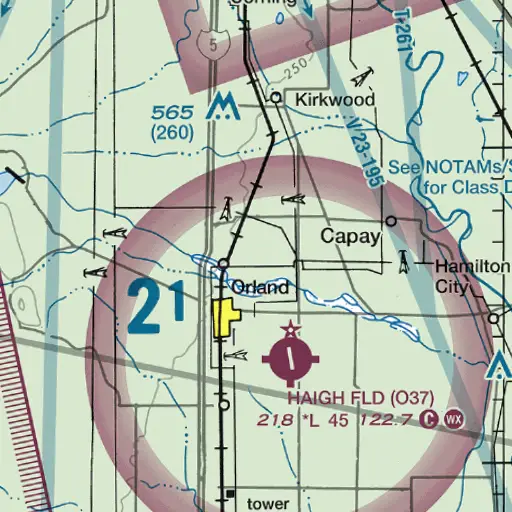 Corning
5
250
Kirkwood
T-261
565
(260)
V23-195
See NOTAMs/S
for Class D
Capay
Hamilton
City
Orland
21
HAIGH FLD (O37)
218 *L 45 122.7 C WX
tower